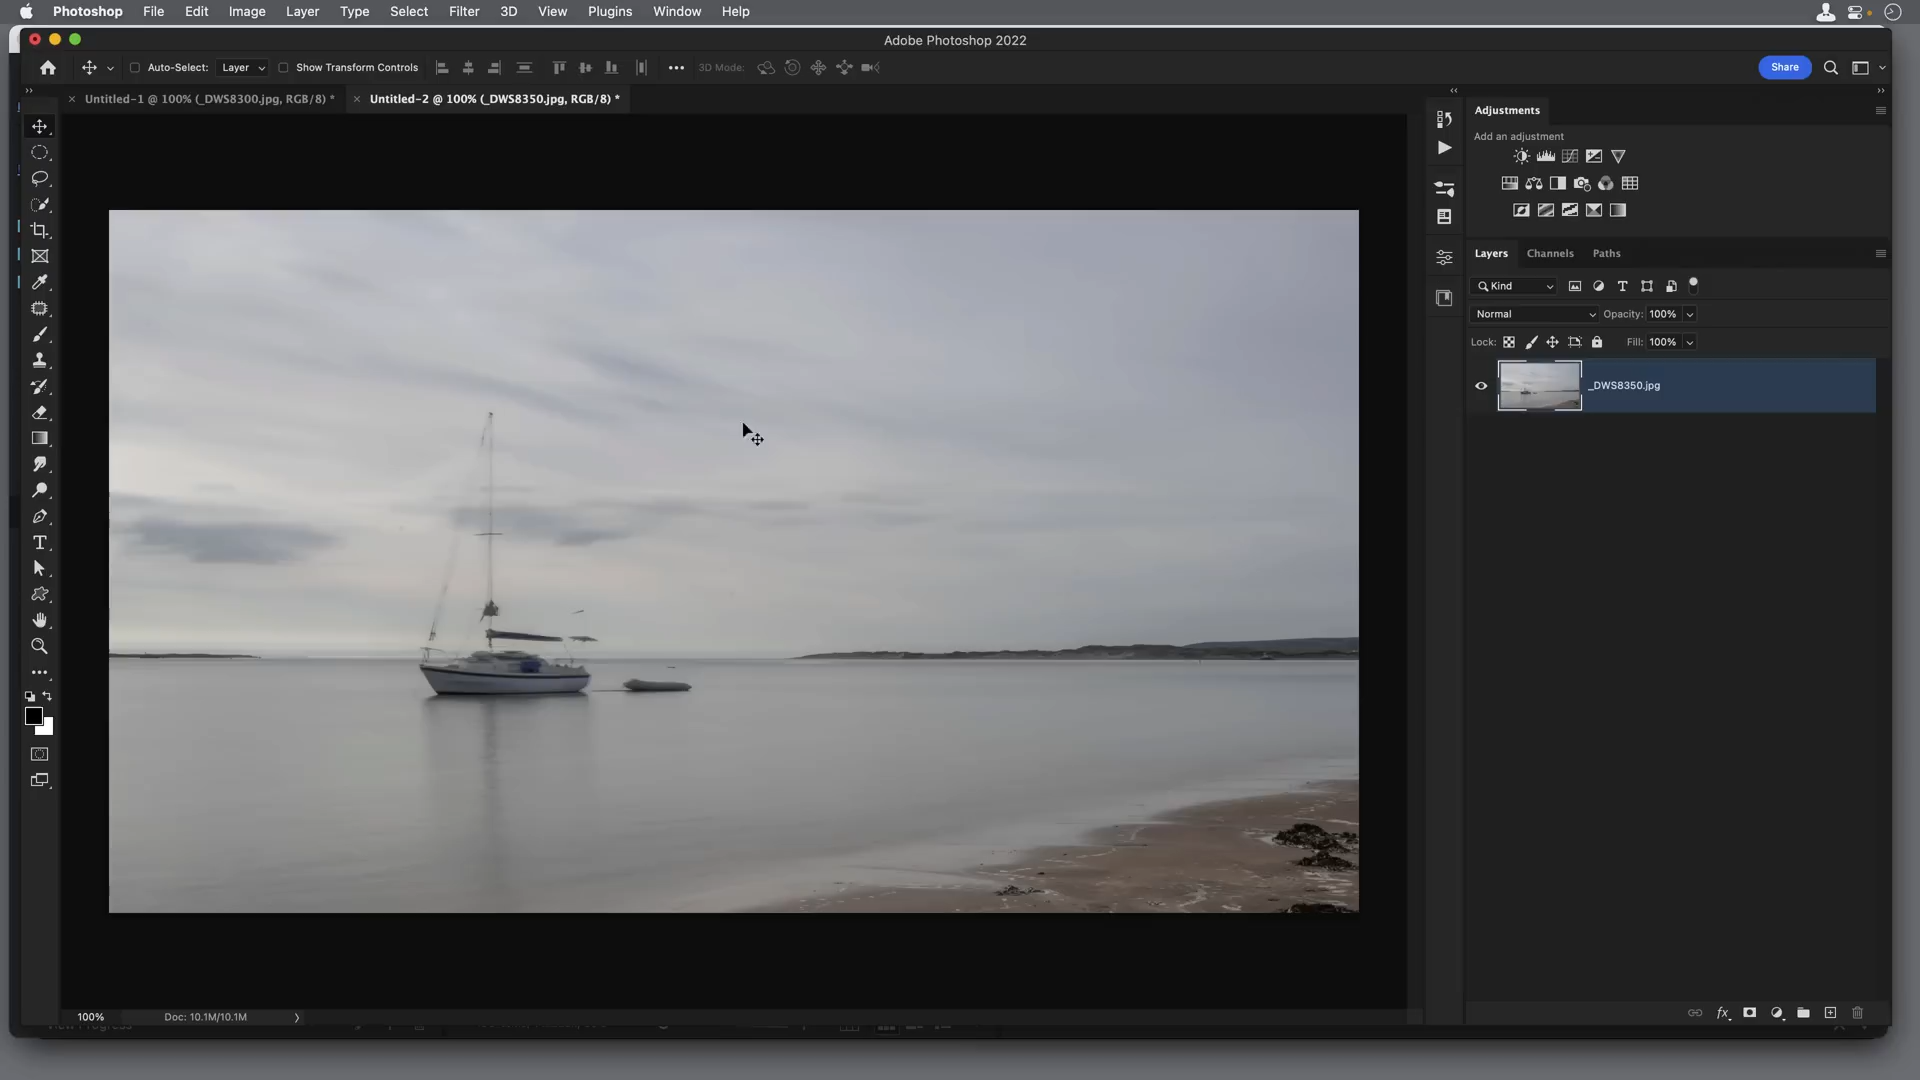 Photoshop File Edit Image Layer Type Select Filter 3D View Plugins Window Help
Adobe Photoshop 2022
Auto-Select: Layer Show Transform Controls 3D Mode: Share
Untitled-1 @ 100% (_DWS8300.jpg, RGB/8) * Untitled-2 @ 100% (_DWS8350.jpg, RGB/8) *
Adjustments
Add an adjustment
Layers Channels Paths
Kind
Normal Opacity: 100%
Lock: Fill: 100%
_DWS8350.jpg
100% Doc: 10.1M/10.1M